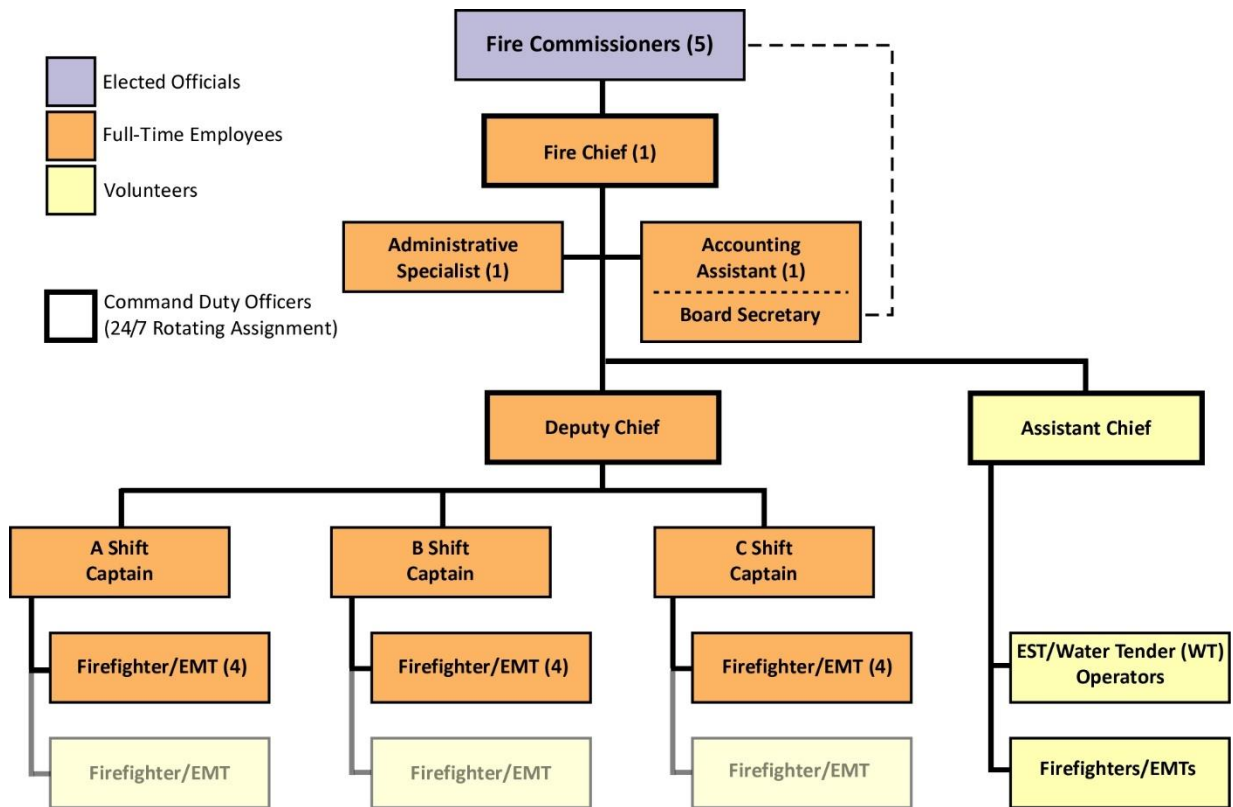 Fire Commissioners (5)
Elected Officials
Full-Time Employees
Volunteers
Command Duty Officers
(24/7 Rotating Assignment)
Fire Chief (1)
Administrative
Specialist (1)
Accounting
Assistant (1)
Board Secretary
Deputy Chief
Assistant Chief
A Shift
Captain
B Shift
Captain
C Shift
Captain
Firefighter/EMT (4)
Firefighter/EMT (4)
Firefighter/EMT (4)
EST/Water Tender (WT)
Operators
Firefighter/EMT
Firefighter/EMT
Firefighter/EMT
Firefighters/EMTs